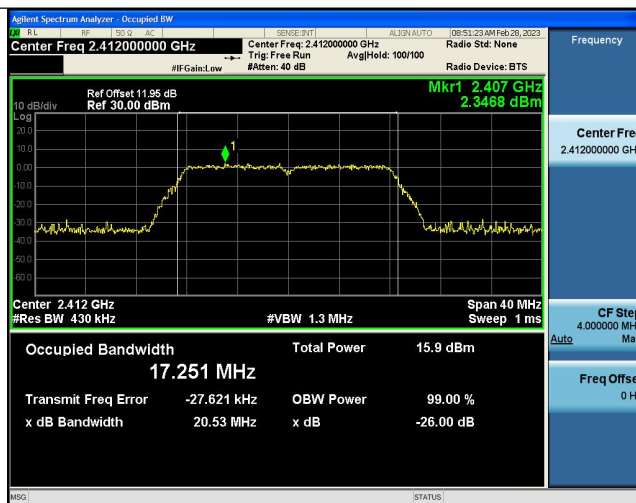 Agilent Spectrum Analyzer - Occupied BW
RL RF 50 Ω AC SENSE:INT ALIGN AUTO 08:51:23 AM Feb 28, 2023
Center Freq 2.412000000 GHz Center Freq: 2.412000000 GHz Radio Std: None Frequency
Trig: Free Run Avg|Hold: 100/100
#IFGain:Low #Atten: 40 dB Radio Device: BTS
Ref Offset 11.95 dB Mkr1 2.407 GHz
10 dB/div Ref 30.00 dBm 2.3468 dBm
Log
20.0
10.0 1
0.00
-10.0
-20.0
-30.0
-40.0
-50.0
-60.0
Center Fre
2.412000000 GH
Center 2.412 GHz Span 40 MHz
#Res BW 430 kHz #VBW 1.3 MHz Sweep 1 ms
CF Step
4.000000 MH
Auto Ma
Occupied Bandwidth Total Power 15.9 dBm
17.251 MHz
Transmit Freq Error -27.621 kHz OBW Power 99.00 %
x dB Bandwidth 20.53 MHz x dB -26.00 dB
Freq Offse
0 H
MSG STATUS